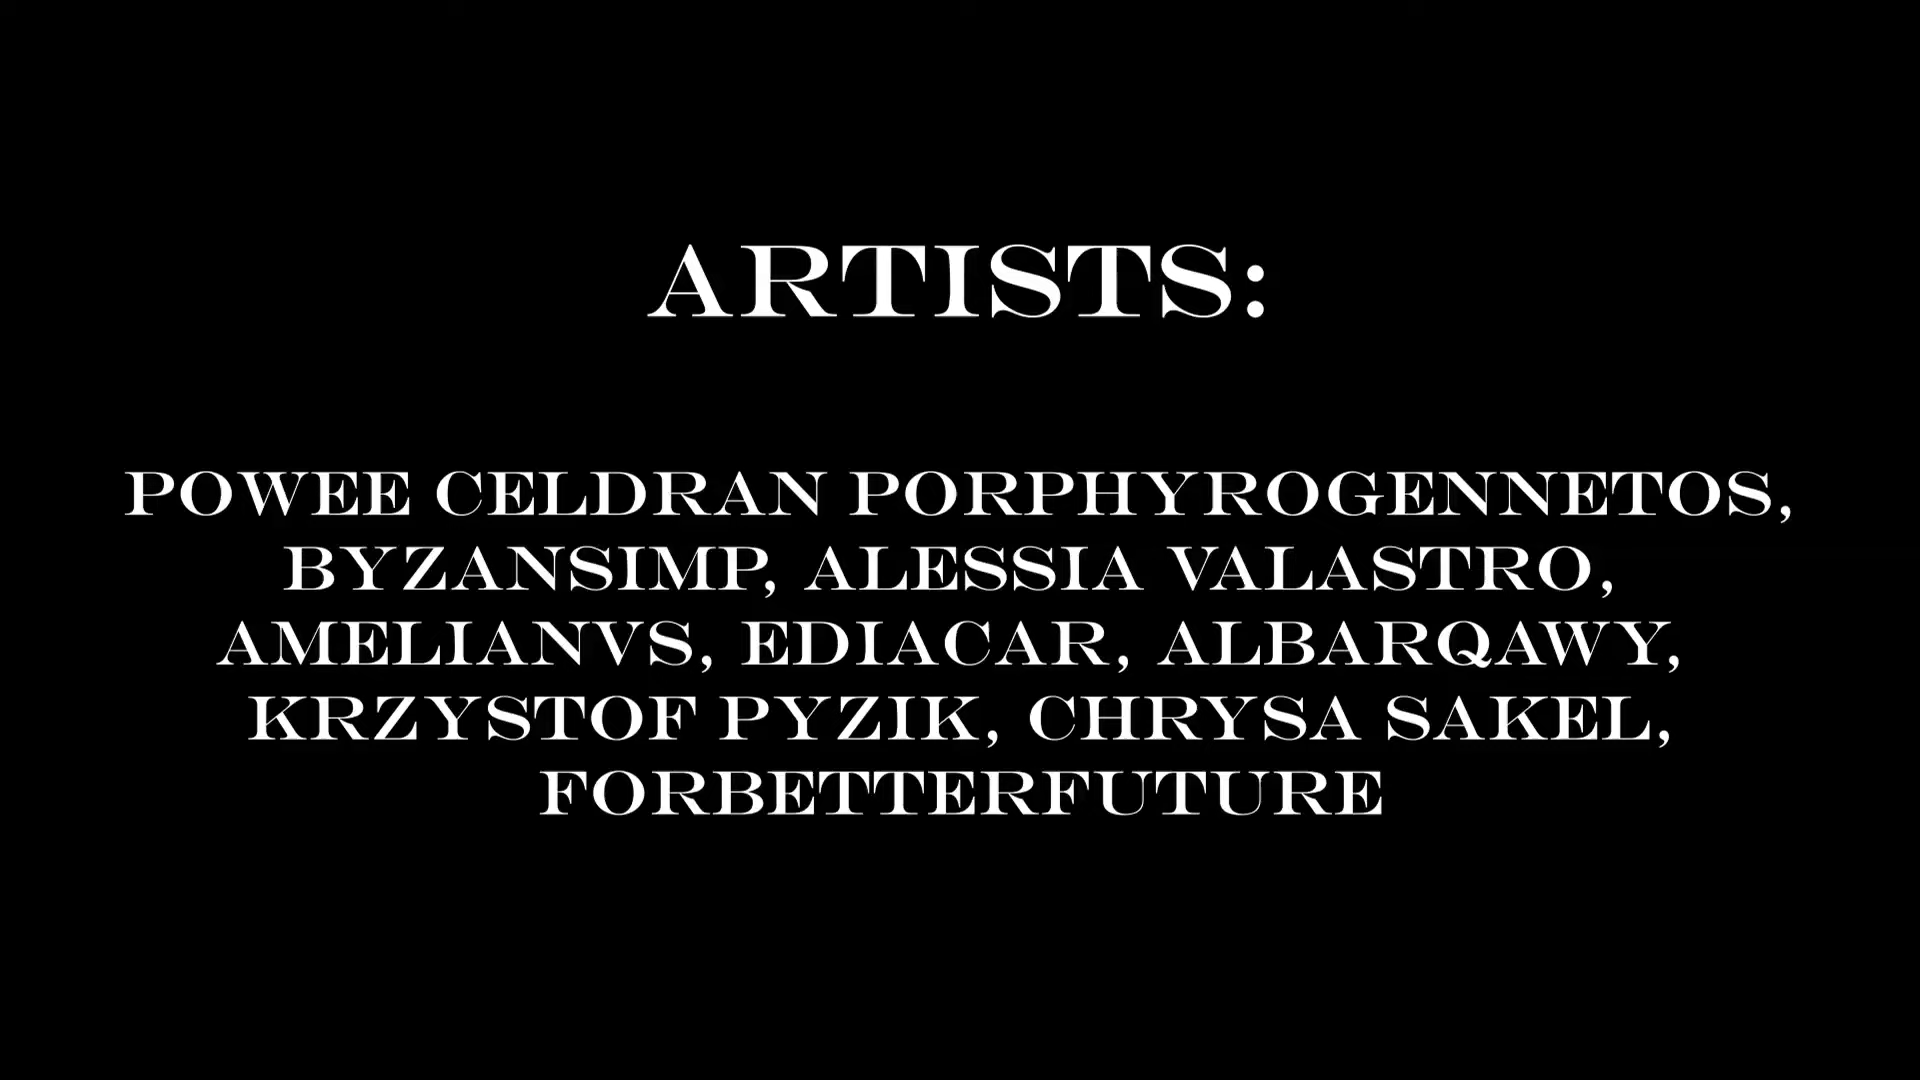 ARTISTS:
POWEE CELDRAN PORPHYROGENNETOS,
BYZANSIMP, ALESSIA VALASTRO,
AMELIANVS, EDIACAR, ALBARQAWY,
KRZYSTOF PYZIK, CHRYSA SAKEL,
FORBETTERFUTURE